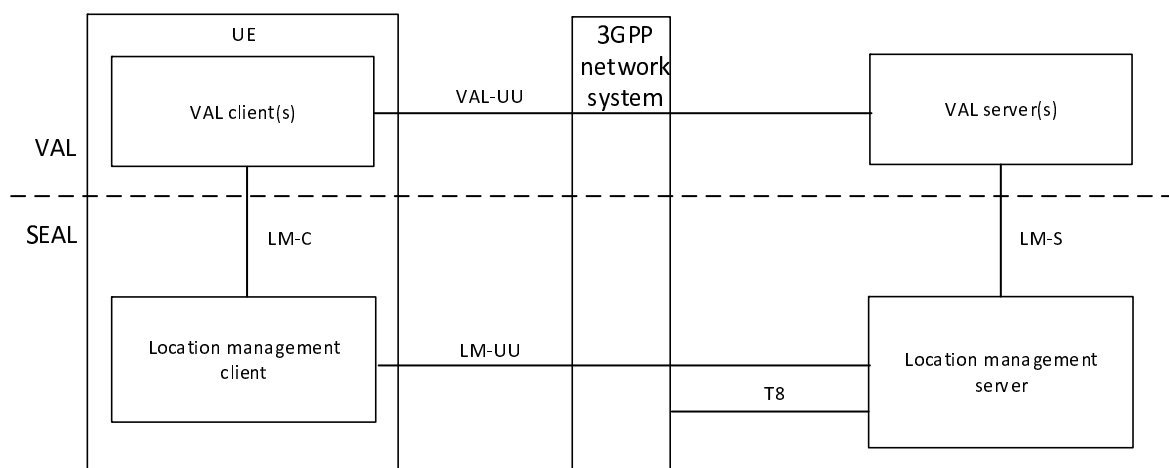 UE
3GPP
network
system
VAL client(s)
VAL-UU
VAL server(s)
VAL
SEAL
LM-C
LM-S
Location management
client
LM-UU
Location management
server
T8